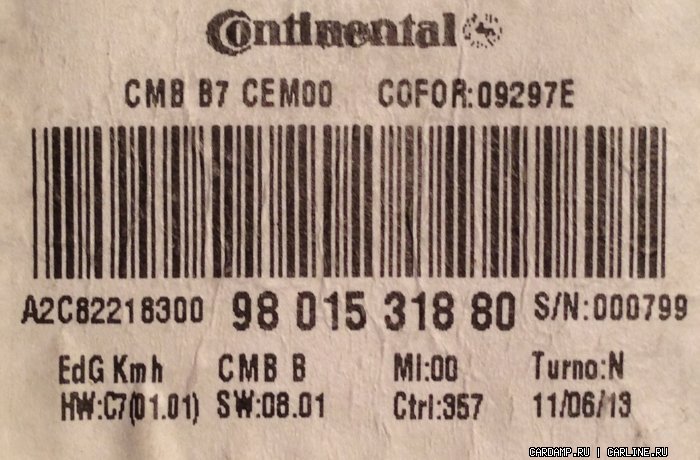 Continental
CMB B7 CEM00 COFOR:09297E
A2C82218300 98 015 318 80 S/N:000799
EdG Kmh CMB B MI:00 Turno:N
HW:C7(01.01) SW:08.01 Ctrl:357 11/06/13
CARDAMP.RU | CARLINE.RU